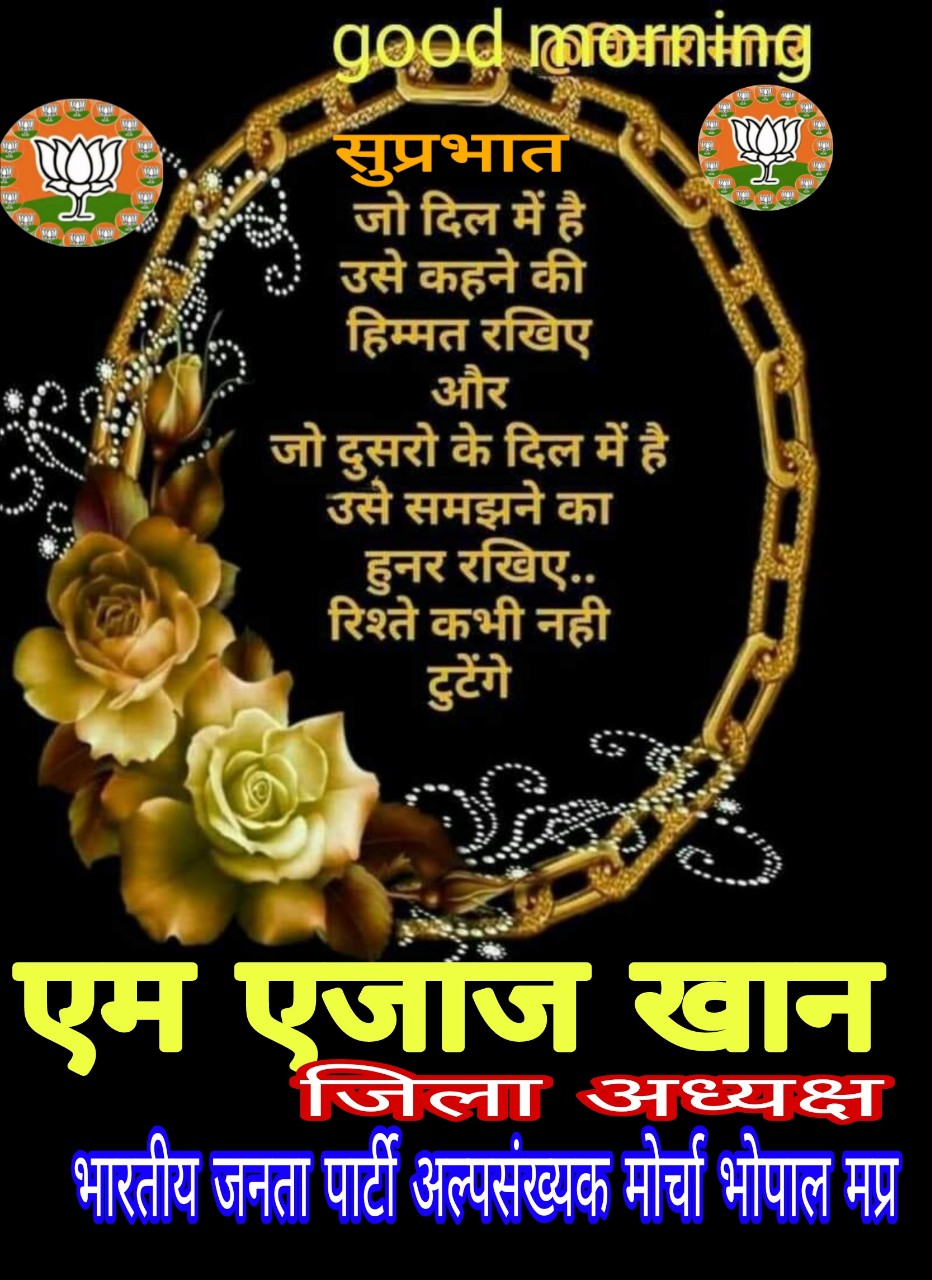 good morning
सुप्रभात
जो दिल में है
उसे कहने की
हिम्मत रखिए
और
जो दुसरो के दिल में है
उसे समझने का
हुनर रखिए..
रिश्ते कभी नही
टुटेंगे
एम एजाज खान
जिला अध्यक्ष
भारतीय जनता पार्टी अल्पसंख्यक मोर्चा भोपाल मप्र